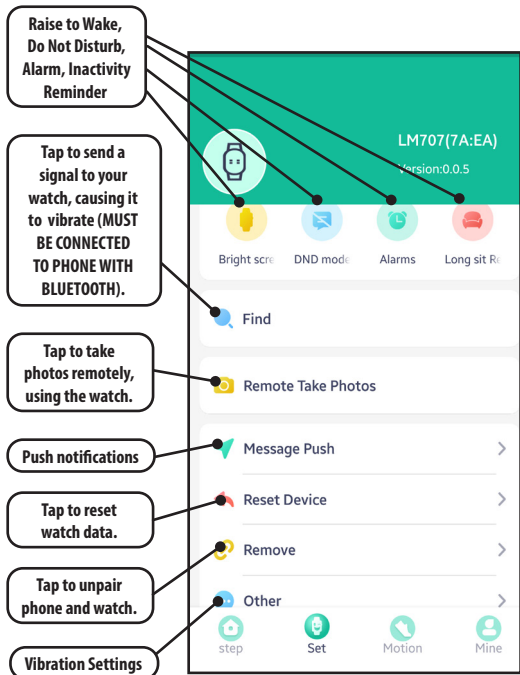 Raise to Wake,
Do Not Disturb,
Alarm, Inactivity
Reminder
Tap to send a
signal to your
watch, causing it
to vibrate (MUST
BE CONNECTED
TO PHONE WITH
BLUETOOTH).
Tap to take
photos remotely,
using the watch.
Push notifications
Tap to reset
watch data.
Tap to unpair
phone and watch.
Vibration Settings
LM707(7A:EA)
Version:0.0.5
Bright scre
DND mode
Alarms
Long sit Re
Find
Remote Take Photos
Message Push
Reset Device
Remove
Other
step
Set
Motion
Mine